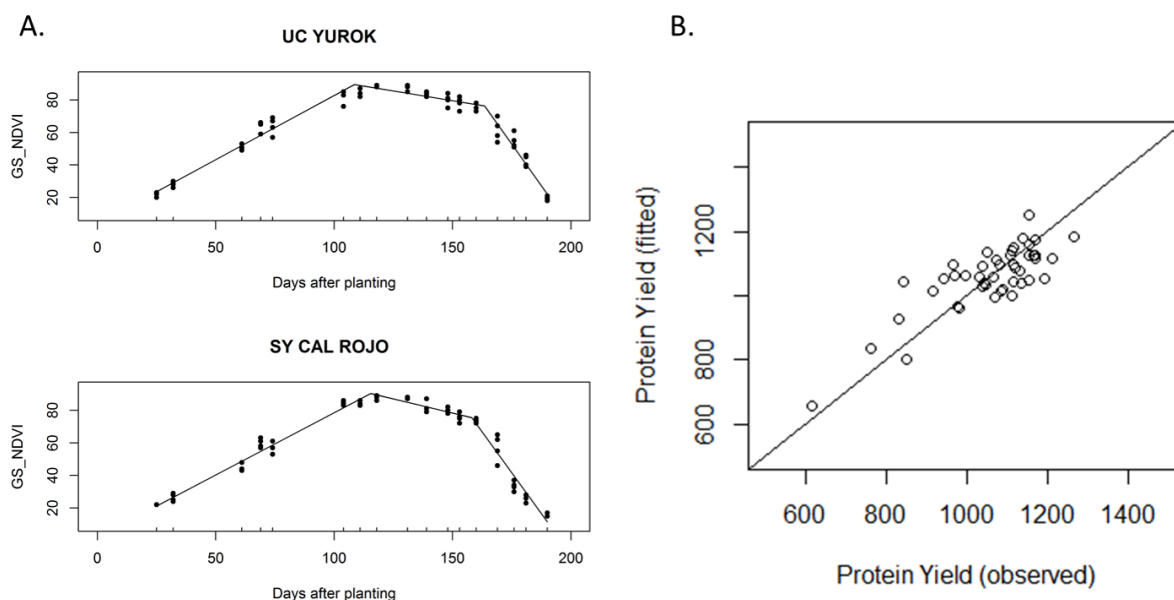 A.
UC YUROK
GS_NDVI
20 40 60 80
0 50 100 150 200
Days after planting
SY CAL ROJO
GS_NDVI
20 40 60 80
0 50 100 150 200
Days after planting
B.
Protein Yield (fitted)
600 800 1200
600 800 1000 1200 1400
Protein Yield (observed)